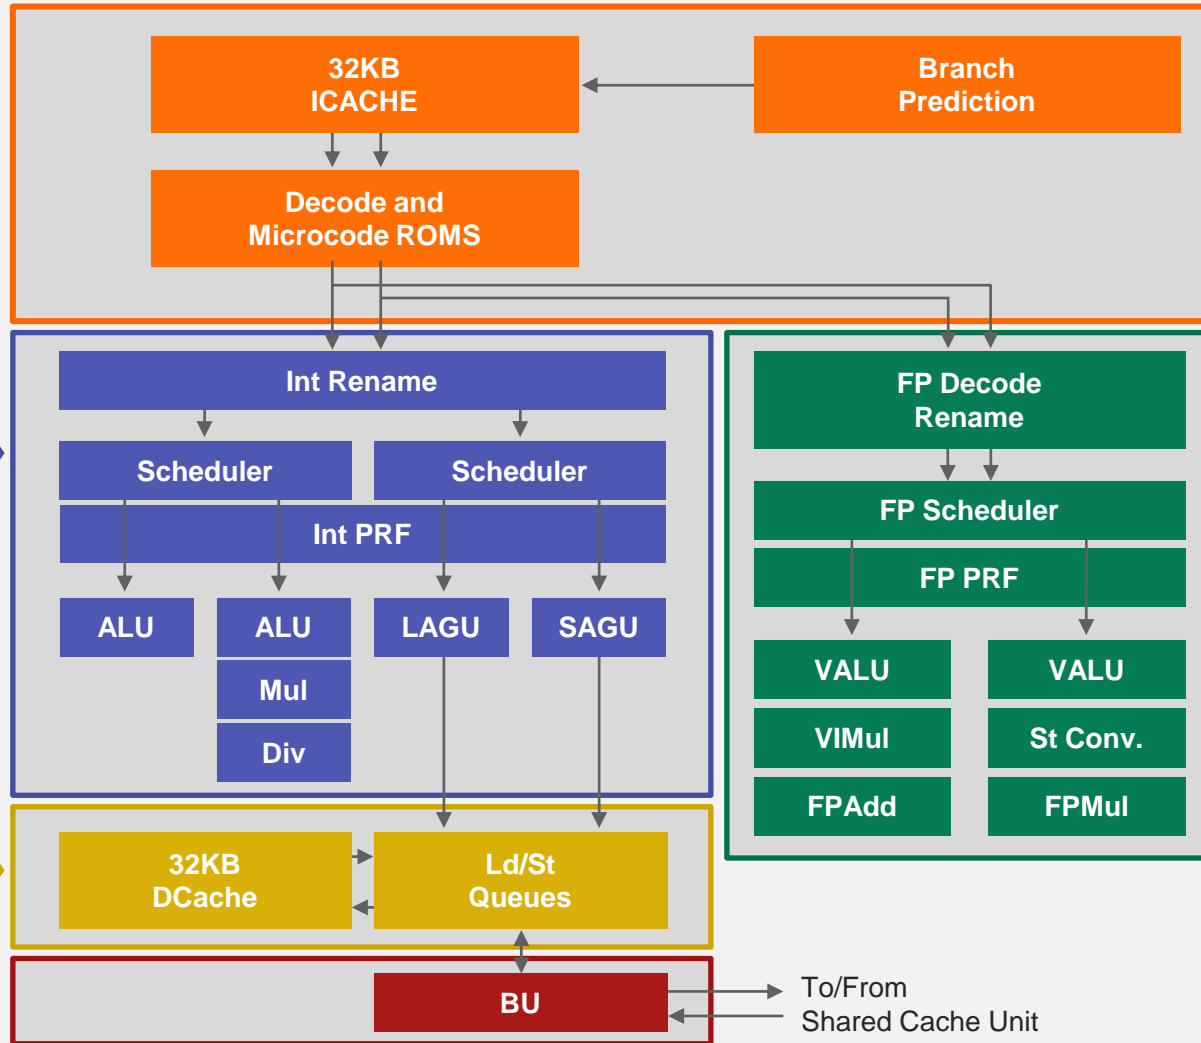 32KB
ICACHE
Branch
Prediction
Decode and
Microcode ROMS
Int Rename
FP Decode
Rename
Scheduler
Scheduler
FP Scheduler
Int PRF
FP PRF
ALU
ALU
LAGU
SAGU
VALU
VALU
Mul
VIMul
St Conv.
Div
FPAdd
FPMul
32KB
DCache
Ld/St
Queues
BU
To/From
Shared Cache Unit